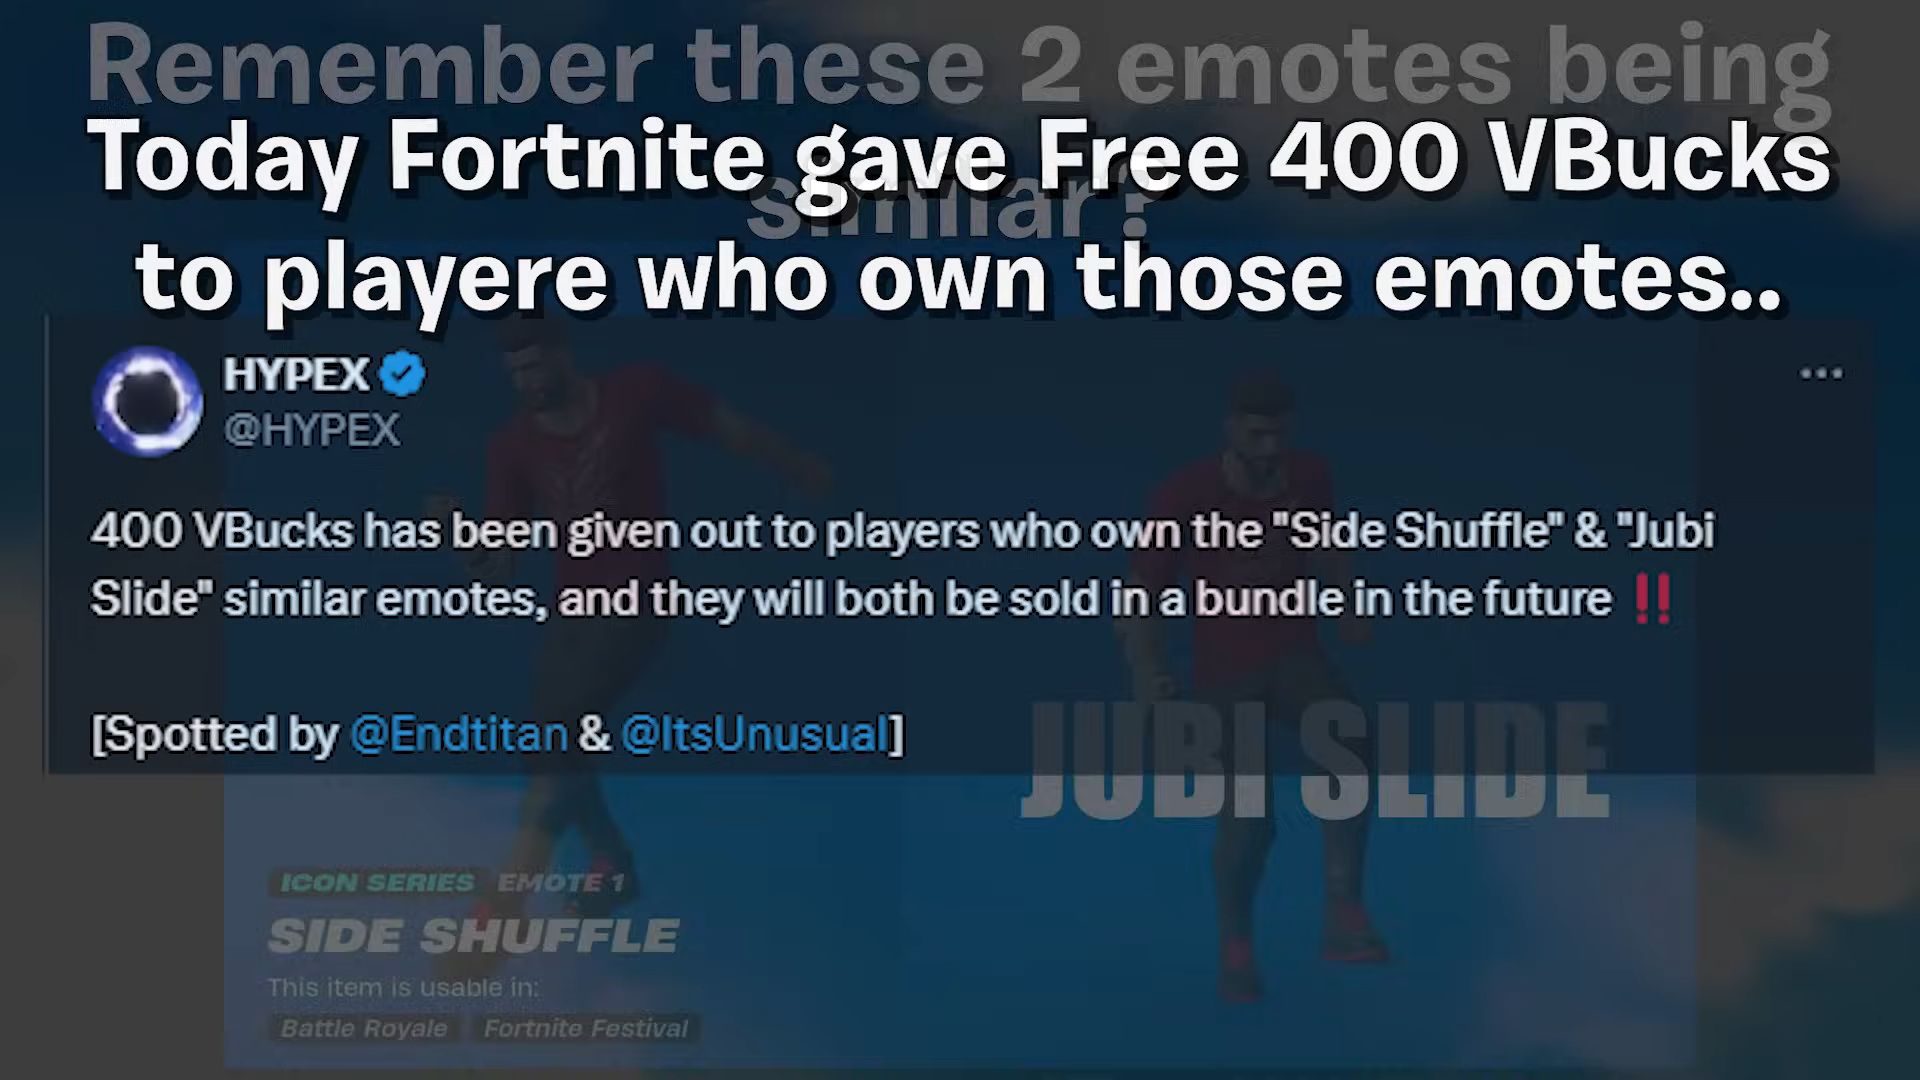 Remember these 2 emotes being
similar?
Today Fortnite gave Free 400 VBucks
to playere who own those emotes..
HYPEX
@HYPEX
400 VBucks has been given out to players who own the "Side Shuffle" & "Jubi
Slide" similar emotes, and they will both be sold in a bundle in the future ‼
[Spotted by @Endtitan & @ItsUnusual]
JUBI SLIDE
ICON SERIES EMOTE 1
SIDE SHUFFLE
This item is usable in:
Battle Royale Fortnite Festival